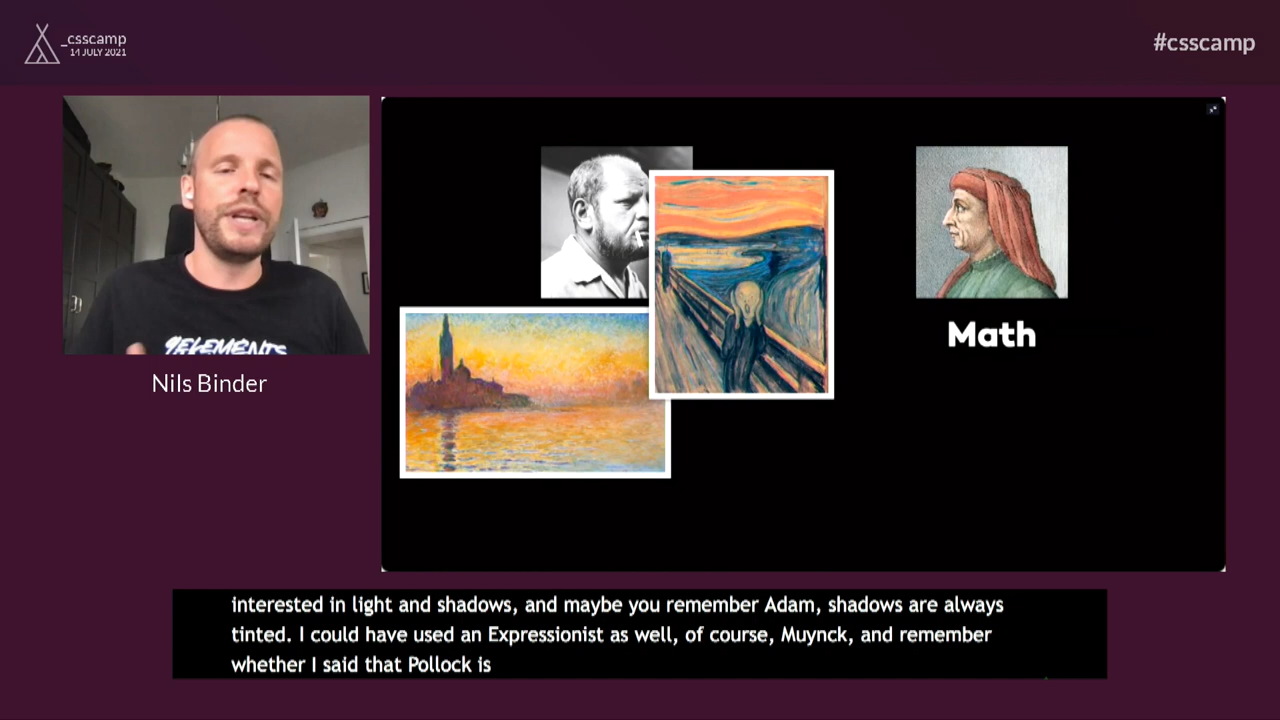 _csscamp
14 JULY 2021
#csscamp
9ELEMENTS
Nils Binder
Math
interested in light and shadows, and maybe you remember Adam, shadows are always
tinted. I could have used an Expressionist as well, of course, Muynck, and remember
whether I said that Pollock is